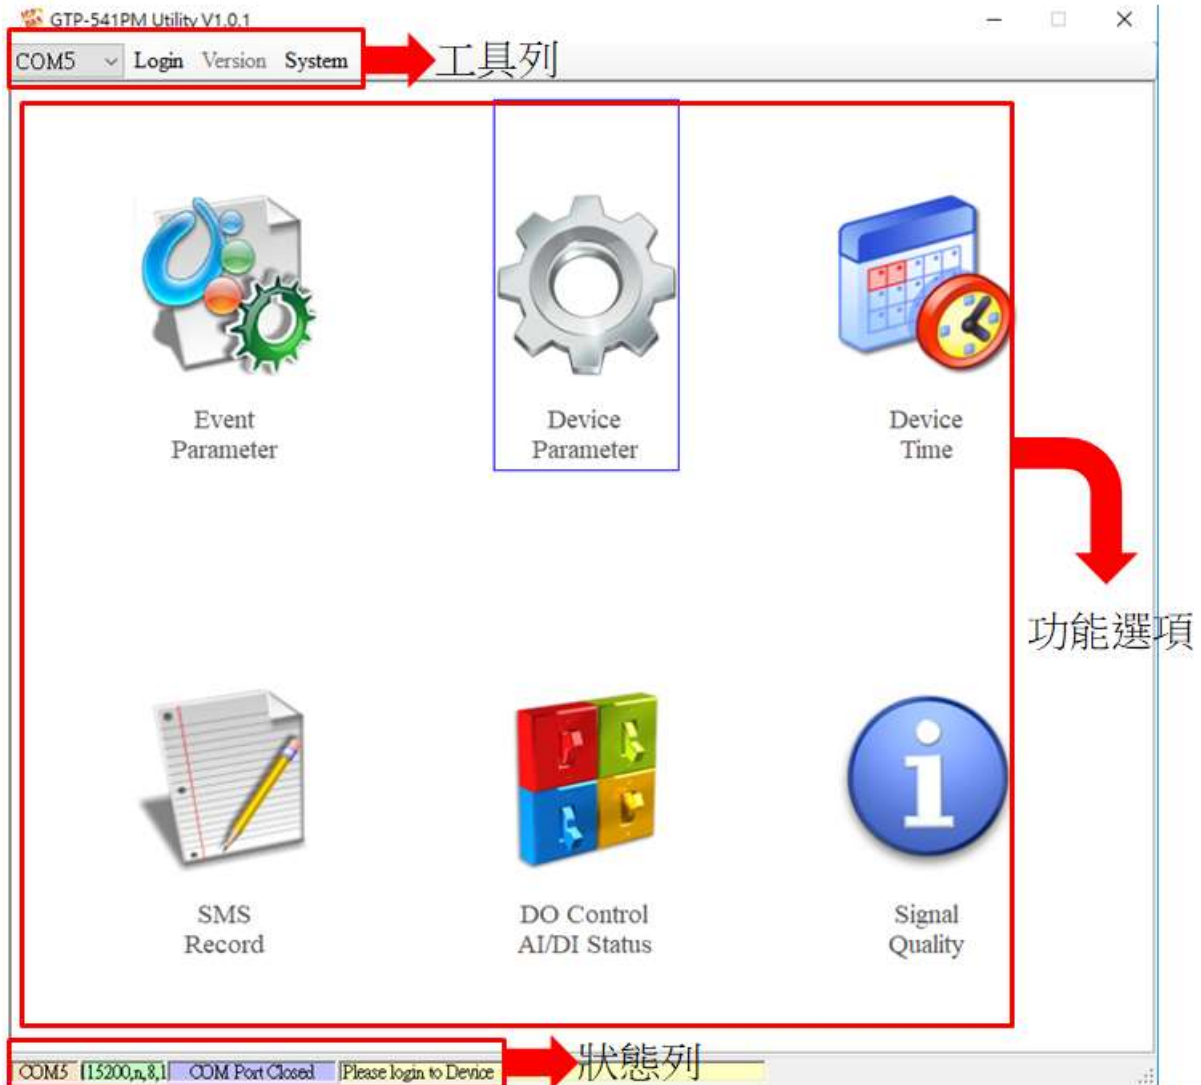 GTP-541PM Utility V1.0.1
COM5 Login Version System
工具列
Event
Parameter
Device
Parameter
Device
Time
功能選項
SMS
Record
DO Control
AI/DI Status
Signal
Quality
COM5 [15200,n,8,1 COM Port Closed Please login to Device
狀態列